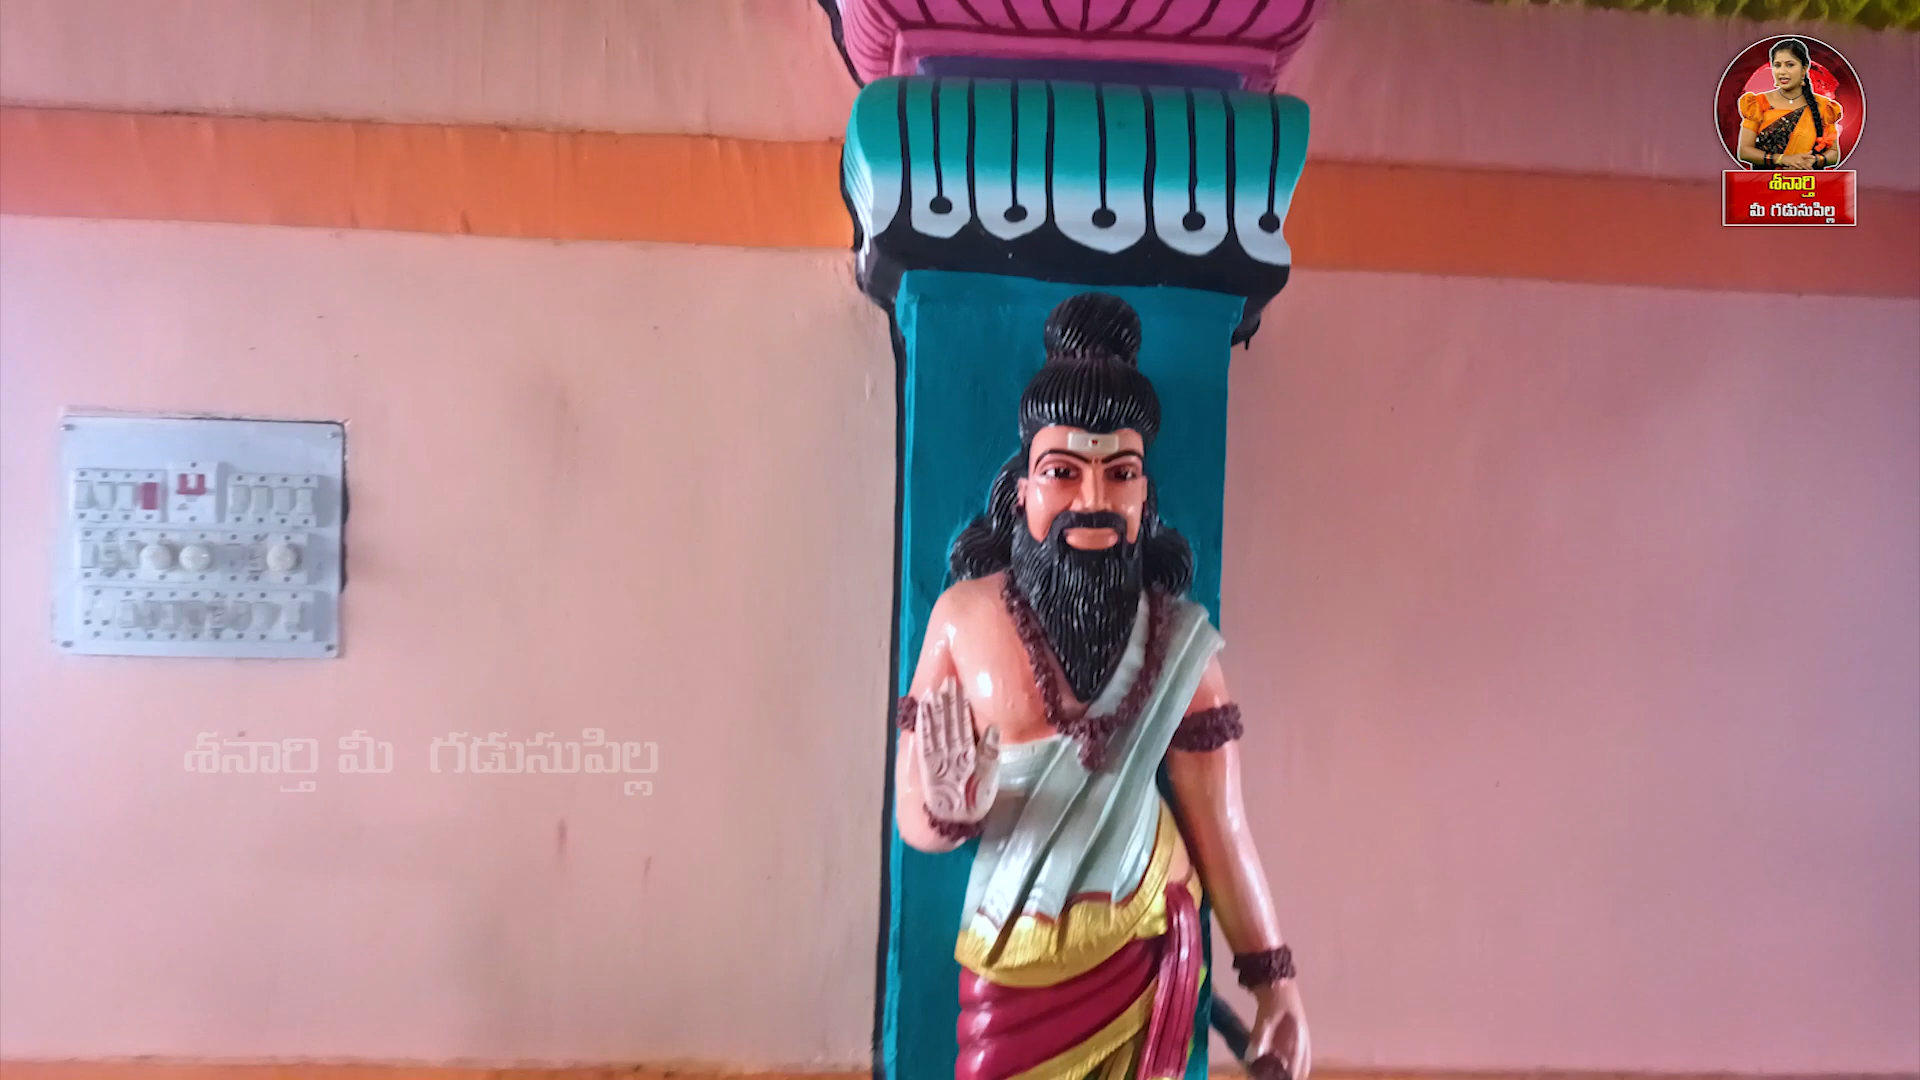 శనార్తి
మీ గడుసుపిల్ల
శనార్తి మీ గడుసుపిల్ల